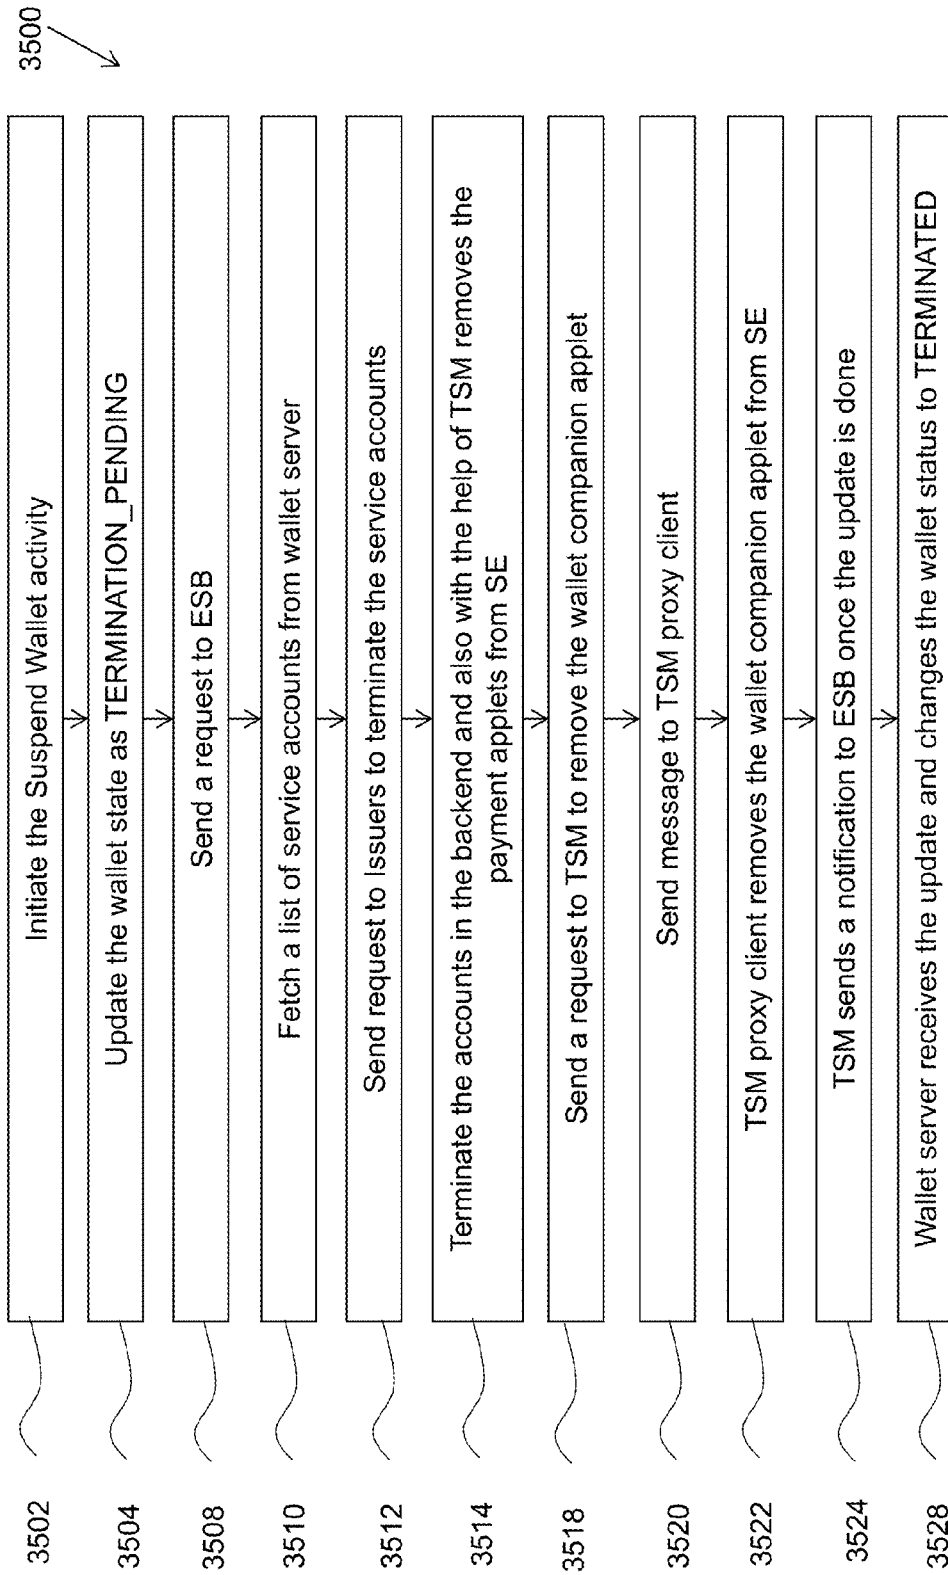 3500
3502
Initiate the Suspend Wallet activity
3504
Update the wallet state as TERMINATION_PENDING
3508
Send a request to ESB
3510
Fetch a list of service accounts from wallet server
3512
Send request to Issuers to terminate the service accounts
3514
Terminate the accounts in the backend and also with the help of TSM removes the
payment applets from SE
3518
Send a request to TSM to remove the wallet companion applet
3520
Send message to TSM proxy client
3522
TSM proxy client removes the wallet companion applet from SE
3524
TSM sends a notification to ESB once the update is done
3528
Wallet server receives the update and changes the wallet status to TERMINATED